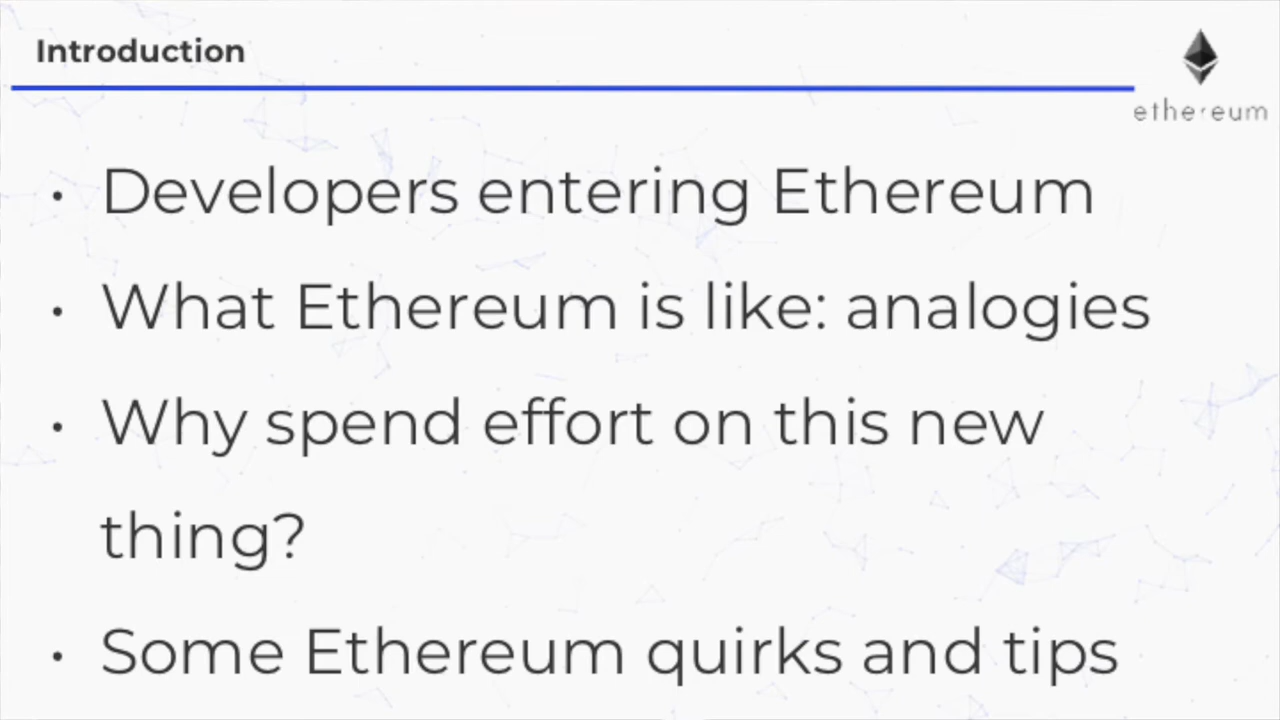 Introduction
ethereum
• Developers entering Ethereum
• What Ethereum is like: analogies
• Why spend effort on this new
thing?
• Some Ethereum quirks and tips